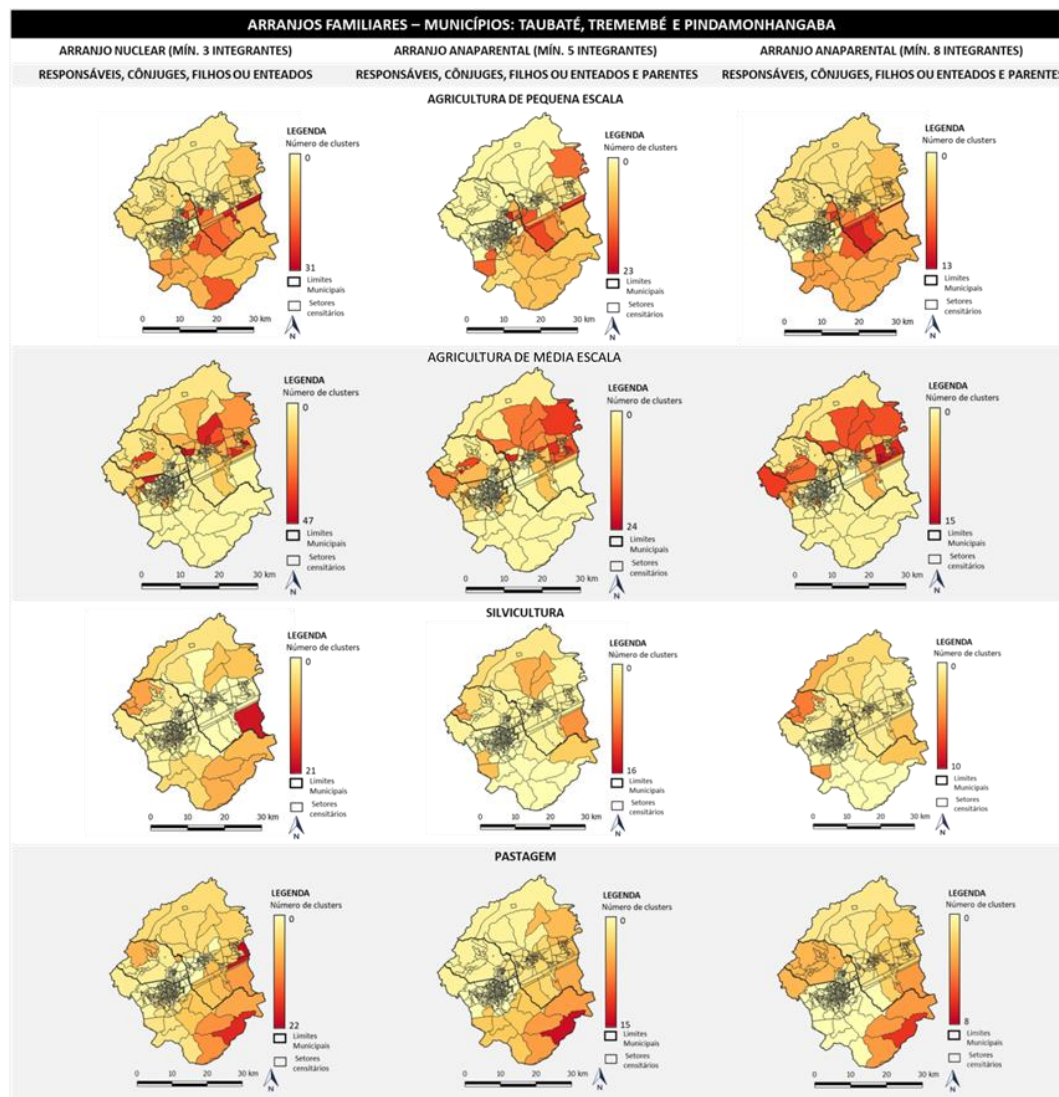 ARRANJOS FAMILIARES – MUNICÍPIOS: TAUBATÉ, TREMEMBÉ E PINDAMONHANGABA
ARRANJO NUCLEAR (MÍN. 3 INTEGRANTES) ARRANJO ANAPARENTAL (MÍN. 5 INTEGRANTES) ARRANJO ANAPARENTAL (MÍN. 8 INTEGRANTES)
RESPONSÁVEIS, CÔNJUGES, FILHOS OU ENTEADOS RESPONSÁVEIS, CÔNJUGES, FILHOS OU ENTEADOS E PARENTES RESPONSÁVEIS, CÔNJUGES, FILHOS OU ENTEADOS E PARENTES
AGRICULTURA DE PEQUENA ESCALA
LEGENDA LEGENDA LEGENDA
Número de clusters Número de clusters Número de clusters
0 0 0
31 23 13
Limites Limites Limites
Municipais Municipais Municipais
Setores Setores Setores
censitários censitários censitários
0 10 20 30 km 0 10 20 30 km 0 10 20 30 km
N N N
AGRICULTURA DE MÉDIA ESCALA
LEGENDA LEGENDA LEGENDA
Número de clusters Número de clusters Número de clusters
0 0 0
47 24 15
Limites Limites Limites
Municipais Municipais Municipais
Setores Setores Setores
censitários censitários censitários
0 10 20 30 km 0 10 20 30 km 0 10 20 30 km
N N N
SILVICULTURA
LEGENDA LEGENDA LEGENDA
Número de clusters Número de clusters Número de clusters
0 0 0
21 16 10
Limites Limites Limites
Municipais Municipais Municipais
Setores Setores Setores
censitários censitários censitários
0 10 20 30 km 0 10 20 30 km 0 10 20 30 km
N N N
PASTAGEM
LEGENDA LEGENDA LEGENDA
Número de clusters Número de clusters Número de clusters
0 0 0
22 15 8
Limites Limites Limites
Municipais Municipais Municipais
Setores Setores Setores
censitários censitários censitários
0 10 20 30 km 0 10 20 30 km 0 10 20 30 km
N N N